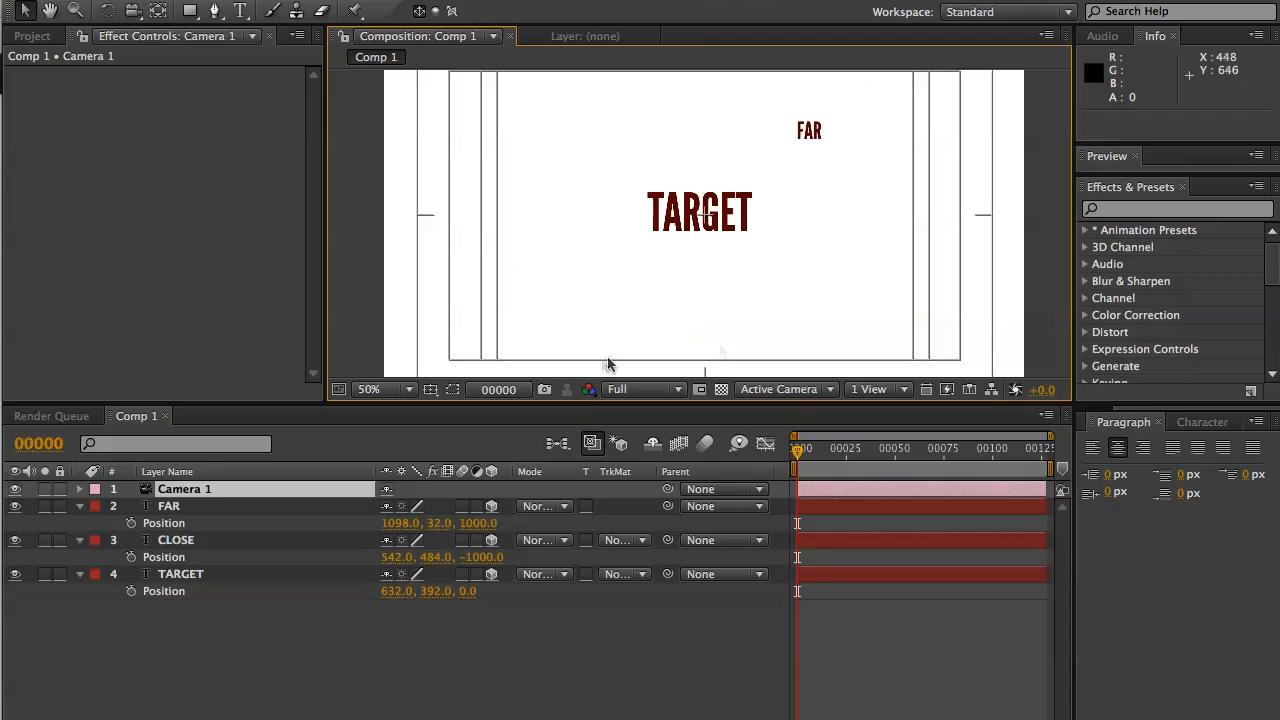 Workspace: Standard Search Help
Project Effect Controls: Camera 1 Composition: Comp 1 Layer: (none) Audio Info
Comp 1 • Camera 1
Comp 1
R : X : 448
G : Y : 646
B :
A : 0
FAR
TARGET
Preview
Effects & Presets
* Animation Presets
3D Channel
Audio
Blur & Sharpen
Channel
Color Correction
Distort
Expression Controls
Generate
Keying
50% 00000 Full Active Camera 1 View +0.0
Render Queue Comp 1
Paragraph Character
00000
00025 00050 00075 00100 0012
# Layer Name Mode T TrkMat Parent
0 px 0 px 0 px
0 px 0 px
1 Camera 1 None
2 FAR Nor... None
Position 1098.0, 32.0, 1000.0
3 CLOSE No... No... None
Position 542.0, 484.0, -1000.0
4 TARGET Nor... No... None
Position 632.0, 392.0, 0.0